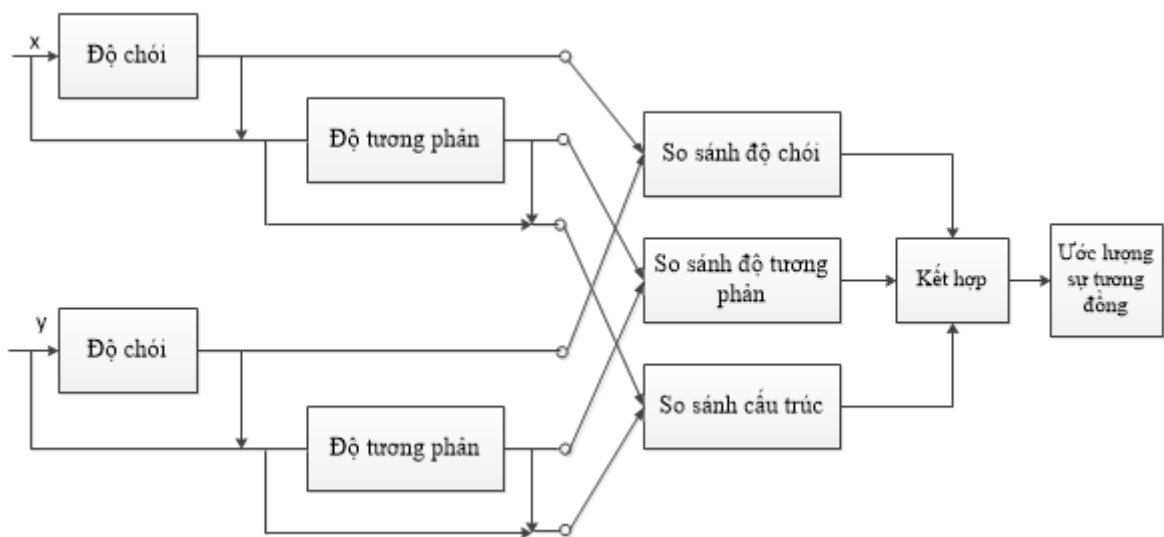 x
Độ chói
Độ tương phản
So sánh độ chói
So sánh độ tương
phản
Kết hợp
Ước lượng
sự tương
đồng
y
Độ chói
Độ tương phản
So sánh cấu trúc